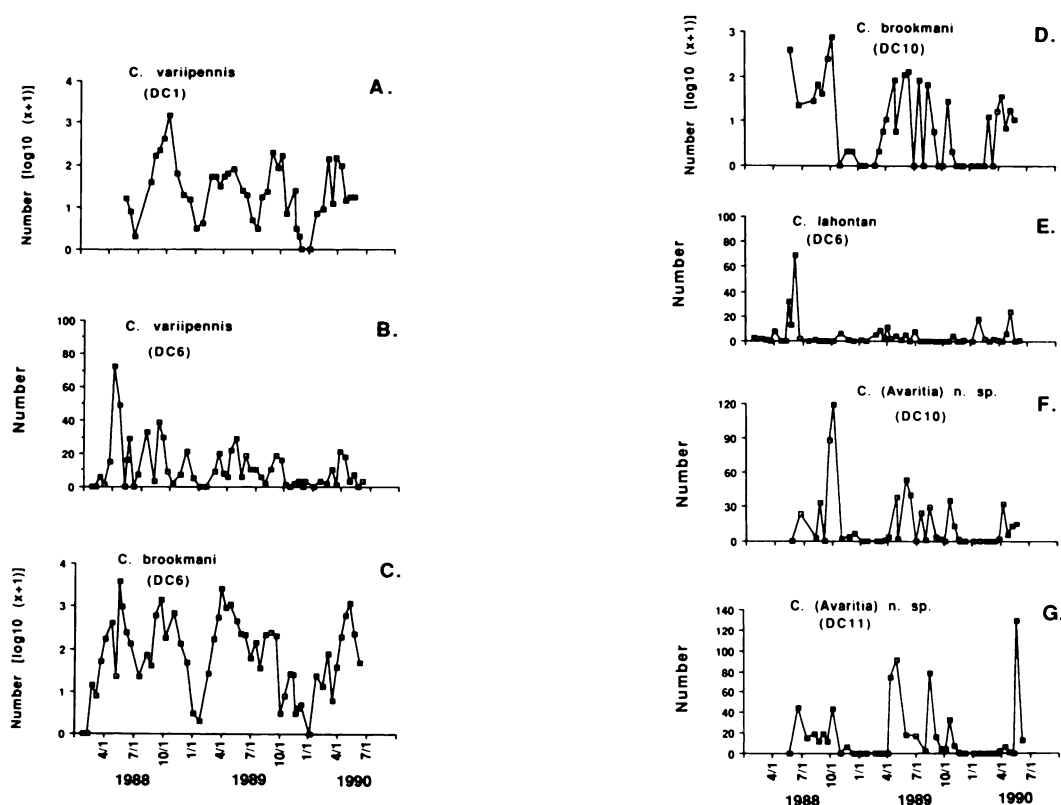 C. variipennis
(DC1)
A.
Number [log10 (x+1)]
4
3
2
1
0
C. variipennis
(DC6)
B.
Number
100
80
60
40
20
0
C. brookmani
(DC6)
C.
Number [log10 (x+1)]
4
3
2
1
0
4/1 7/1 10/1 1/1 4/1 7/1 10/1 1/1 4/1 7/1
1988 1989 1990
C. brookmani
(DC10)
D.
Number [log10 (x+1)]
3
2
1
0
C. lahontan
(DC6)
E.
Number
100
80
60
40
20
0
C. (Avaritia) n. sp.
(DC10)
F.
Number
120
90
60
30
0
C. (Avaritia) n. sp.
(DC11)
G.
Number
140
120
100
80
60
40
20
0
4/1 7/1 10/1 1/1 4/1 7/1 10/1 1/1 4/1 7/1
1988 1989 1990